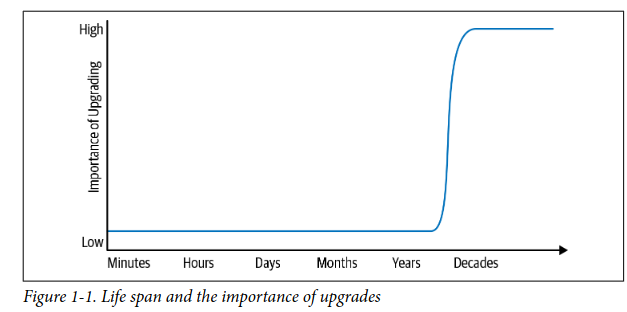 High
Importance of Upgrading
Low
Minutes Hours Days Months Years Decades
Figure 1-1. Life span and the importance of upgrades